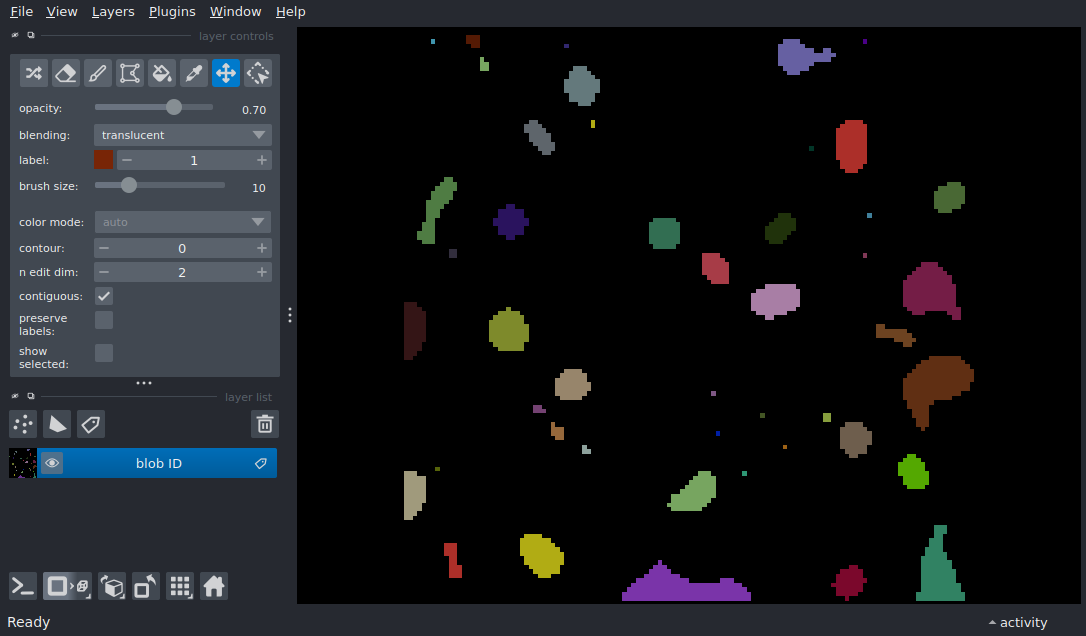 File View Layers Plugins Window Help
layer controls
opacity: 0.70
blending: translucent
label: 1
brush size: 10
color mode: auto
contour: 0
n edit dim: 2
contiguous:
preserve
labels:
show
selected:
layer list
blob ID
Ready
activity